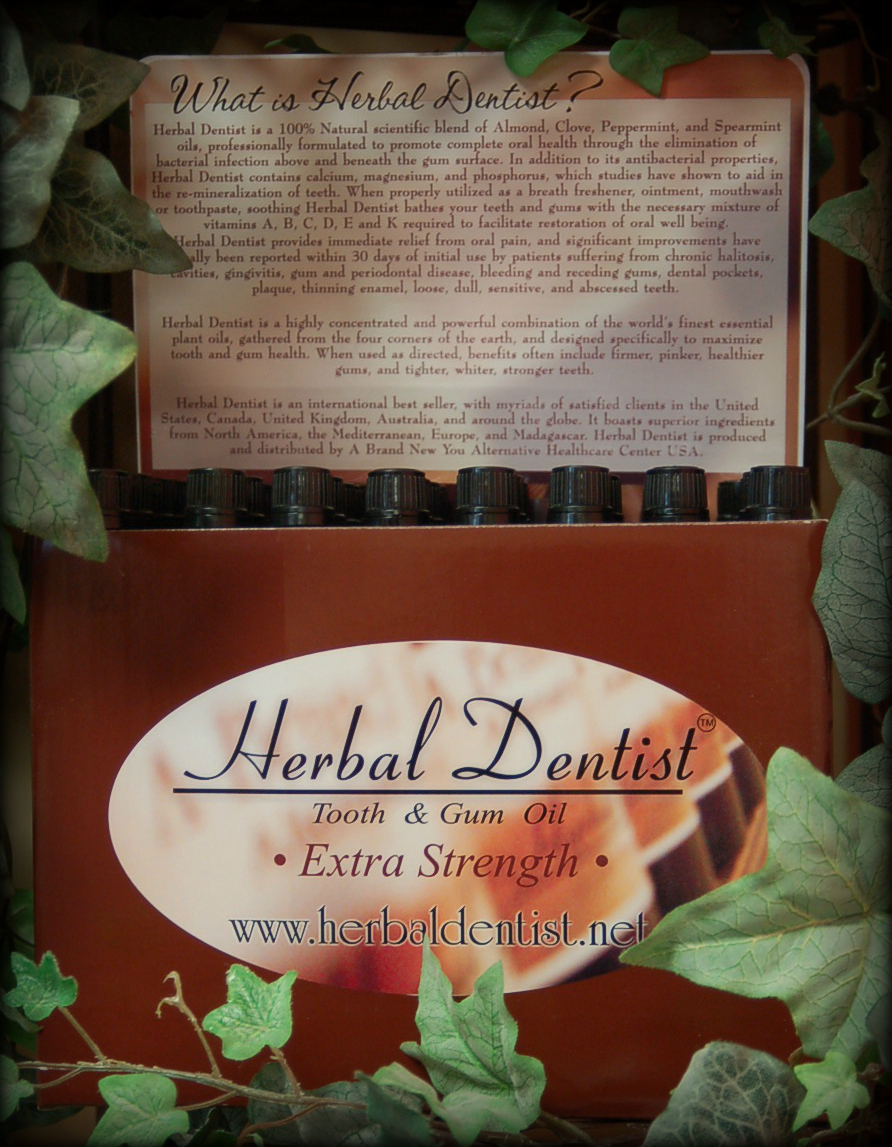 What is Herbal Dentist?
Herbal Dentist is a 100% Natural scientific blend of Almond, Clove, Peppermint, and Spearmint
oils, professionally formulated to promote complete oral health through the elimination of
bacterial infection above and beneath the gum surface. In addition to its antibacterial properties,
Herbal Dentist contains calcium, magnesium, and phosphorus, which studies have shown to aid in
the re-mineralization of teeth. When properly utilized as a breath freshener, ointment, mouthwash
or toothpaste, soothing Herbal Dentist bathes your teeth and gums with the necessary mixture of
vitamins A, B, C, D, E and K required to facilitate restoration of oral well being.
Herbal Dentist provides immediate relief from oral pain, and significant improvements have
been reported within 30 days of initial use by patients suffering from chronic halitosis,
cavities, gingivitis, gum and periodontal disease, bleeding and receding gums, dental pockets,
plaque, thinning enamel, loose, dull, sensitive, and abscessed teeth.
Herbal Dentist is a highly concentrated and powerful combination of the world's finest essential
plant oils, gathered from the four corners of the earth, and designed specifically to maximize
tooth and gum health. When used as directed, benefits often include firmer, pinker, healthier
gums, and tighter, whiter, stronger teeth.
Herbal Dentist is an international best seller, with myriads of satisfied clients in the United
States, Canada, United Kingdom, Australia, and around the globe. It boasts superior ingredients
from North America, the Mediterranean, Europe, and Madagascar. Herbal Dentist is produced
and distributed by A Brand New You Alternative Healthcare Center USA.
Herbal Dentist™
Tooth & Gum Oil
• Extra Strength •
www.herbaldentist.net